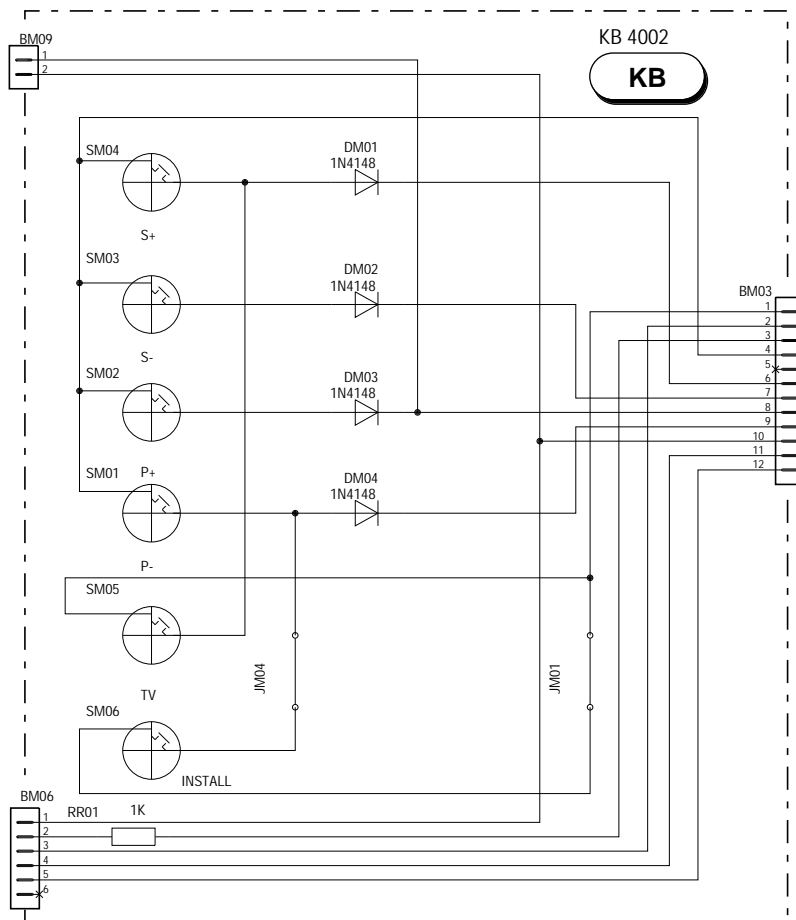 KB 4002
BM09
KB
1
2
SM04
DM01
1N4148
S+
SM03
DM02
1N4148
BM03
1
2
3
4
5
6
7
8
9
10
11
12
S-
SM02
DM03
1N4148
SM01
P+
DM04
1N4148
P-
SM05
JM04
JM01
TV
SM06
INSTALL
BM06
RR01
1K
1
2
3
4
5
6